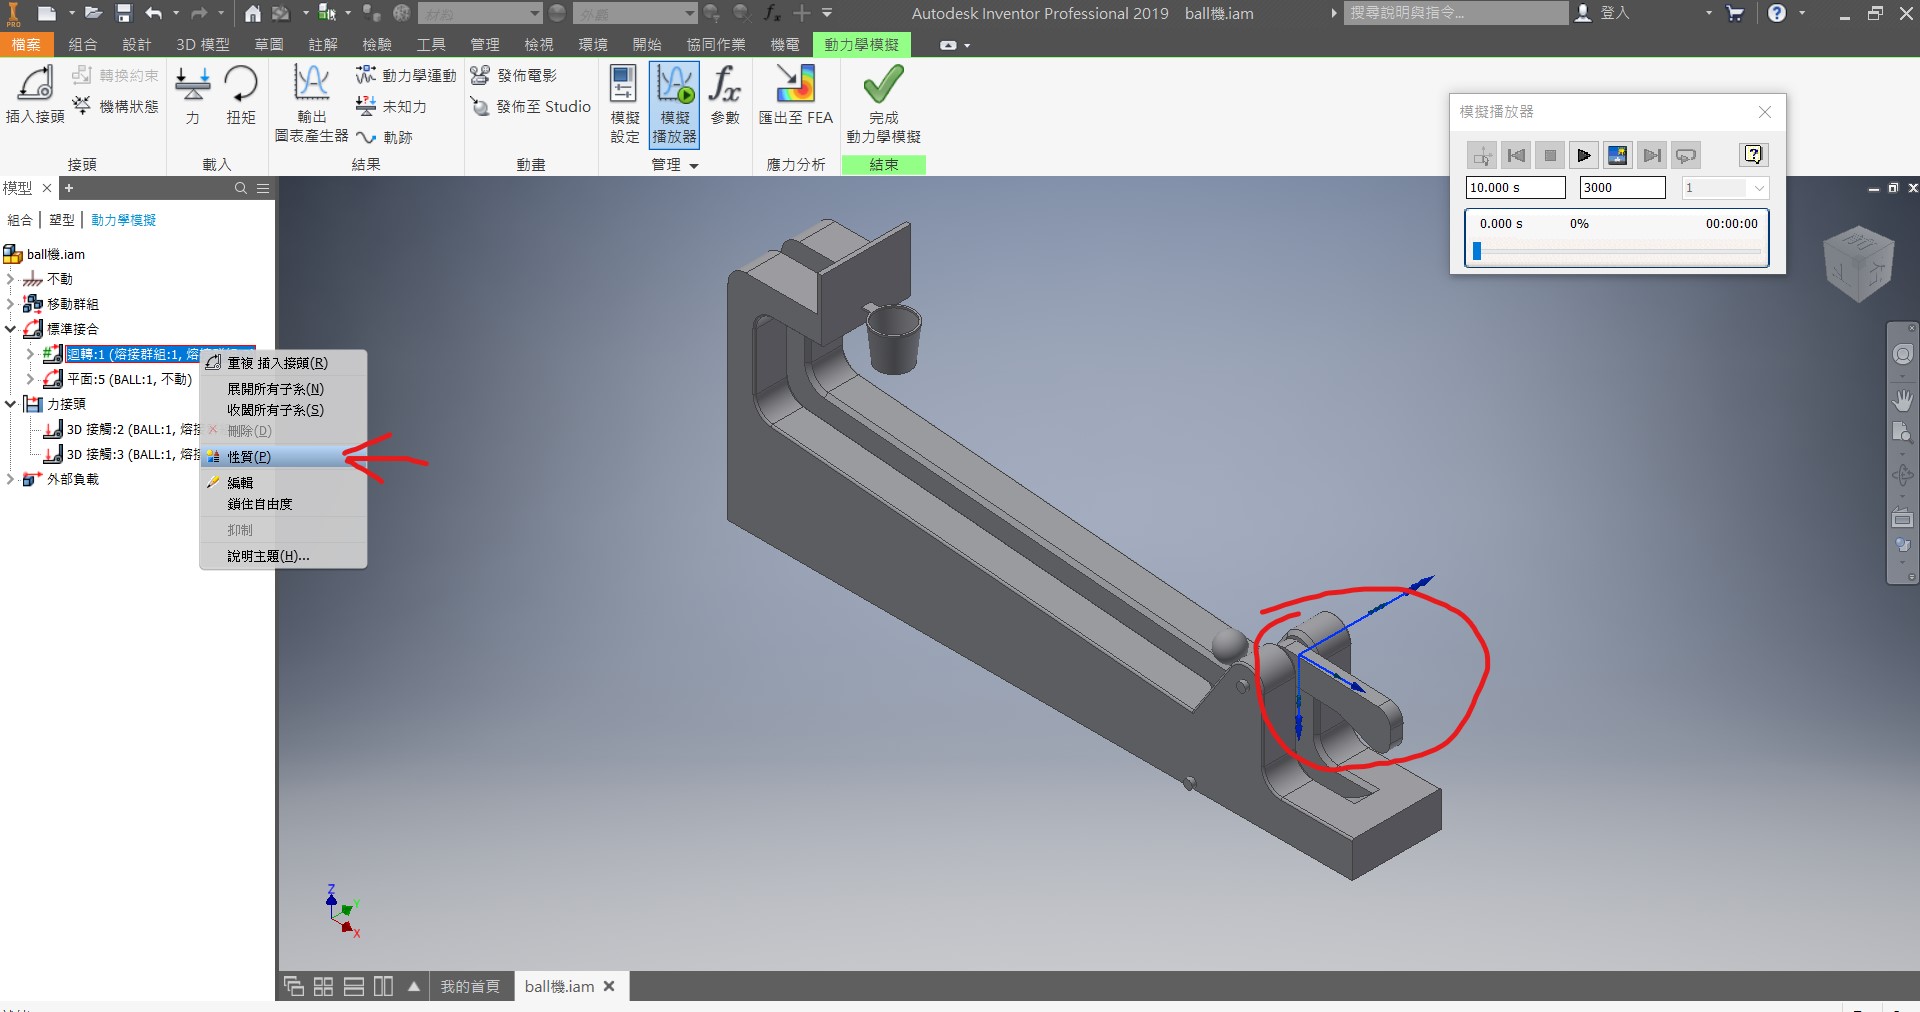 PRO
材料
外觀
Autodesk Inventor Professional 2019 ball機.iam
搜尋說明與指令...
登入
檔案 組合 設計 3D 模型 草圖 註解 檢驗 工具 管理 檢視 環境 開始 協同作業 機電 動力學模擬
插入接頭
轉換約束
機構狀態
接頭
力
扭矩
載入
輸出
圖表產生器
動力學運動
未知力
軌跡
結果
發佈電影
發佈至 Studio
動畫
模擬
設定
模擬
播放器
參數
管理
匯出至 FEA
應力分析
完成
動力學模擬
結束
模擬播放器
10.000 s 3000 1
0.000 s 0% 00:00:00
模型
組合 | 塑型 | 動力學模擬
ball機.iam
不動
移動群組
標準接合
迴轉:1 (熔接群組:1, 熔接群組
平面:5 (BALL:1, 不動)
力接頭
3D 接觸:2 (BALL:1, 熔接
3D 接觸:3 (BALL:1, 熔接
外部負載
重複 插入接頭(R)
展開所有子系(N)
收闔所有子系(S)
刪除(D)
性質(P)
編輯
鎖住自由度
抑制
說明主題(H)...
Z
Y
X
我的首頁
ball機.iam